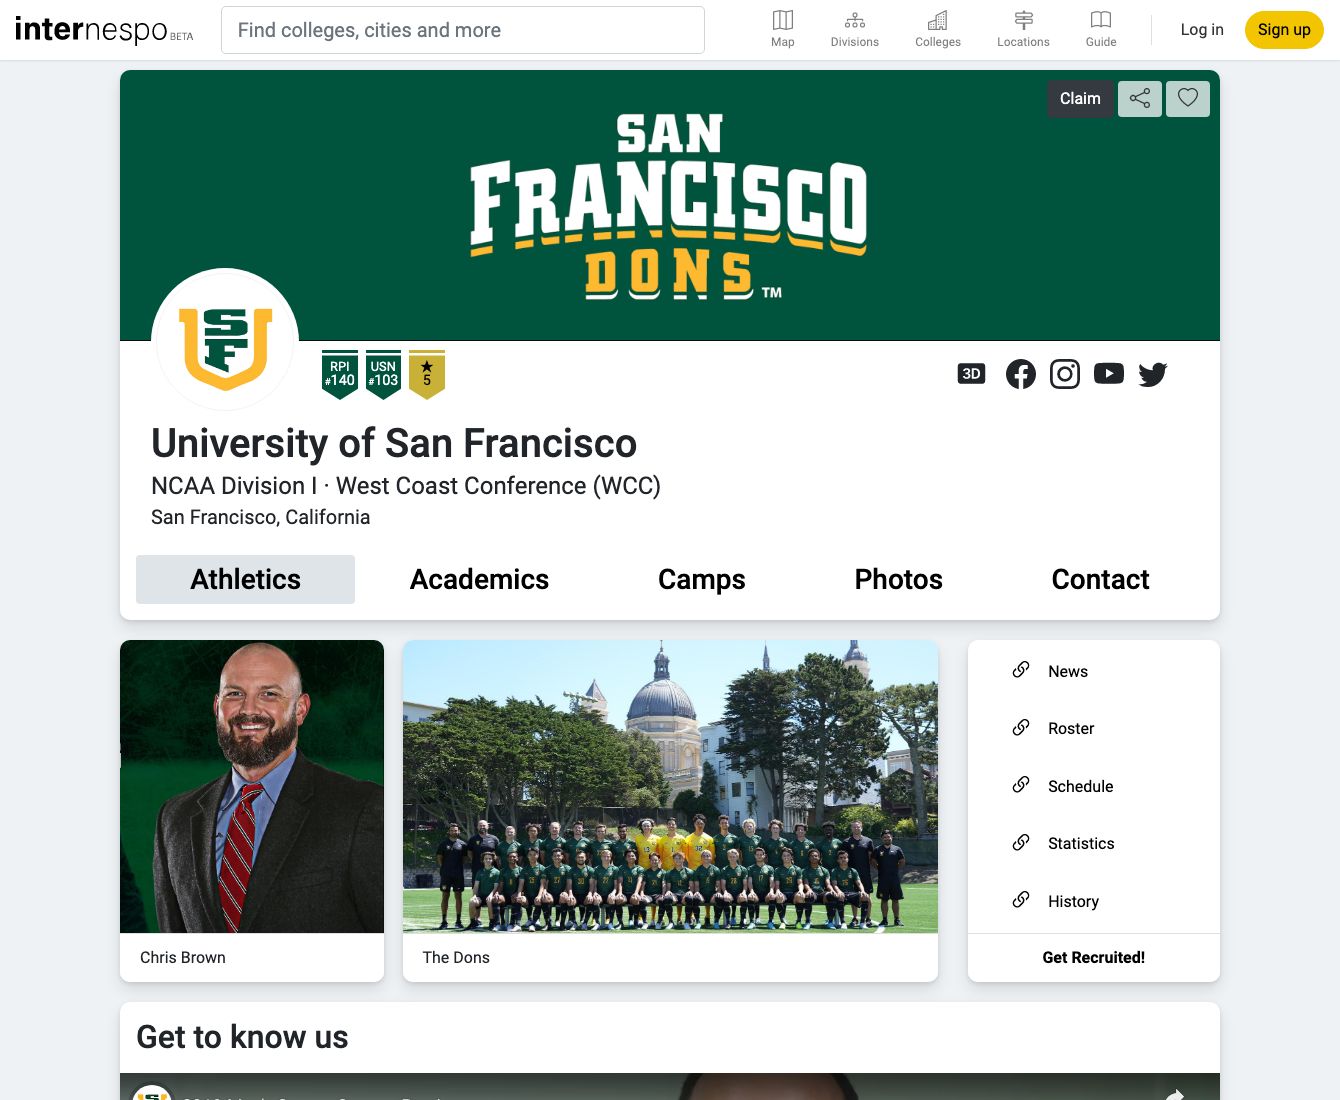 internespo BETA
Find colleges, cities and more
Map
Divisions
Colleges
Locations
Guide
Log in
Sign up
Claim
SAN
FRANCISCO
DONS TM
USF
RPI
#140
USN
#103
★
5
3D
University of San Francisco
NCAA Division I · West Coast Conference (WCC)
San Francisco, California
Athletics
Academics
Camps
Photos
Contact
News
Roster
Schedule
Statistics
History
Chris Brown
The Dons
Get Recruited!
Get to know us